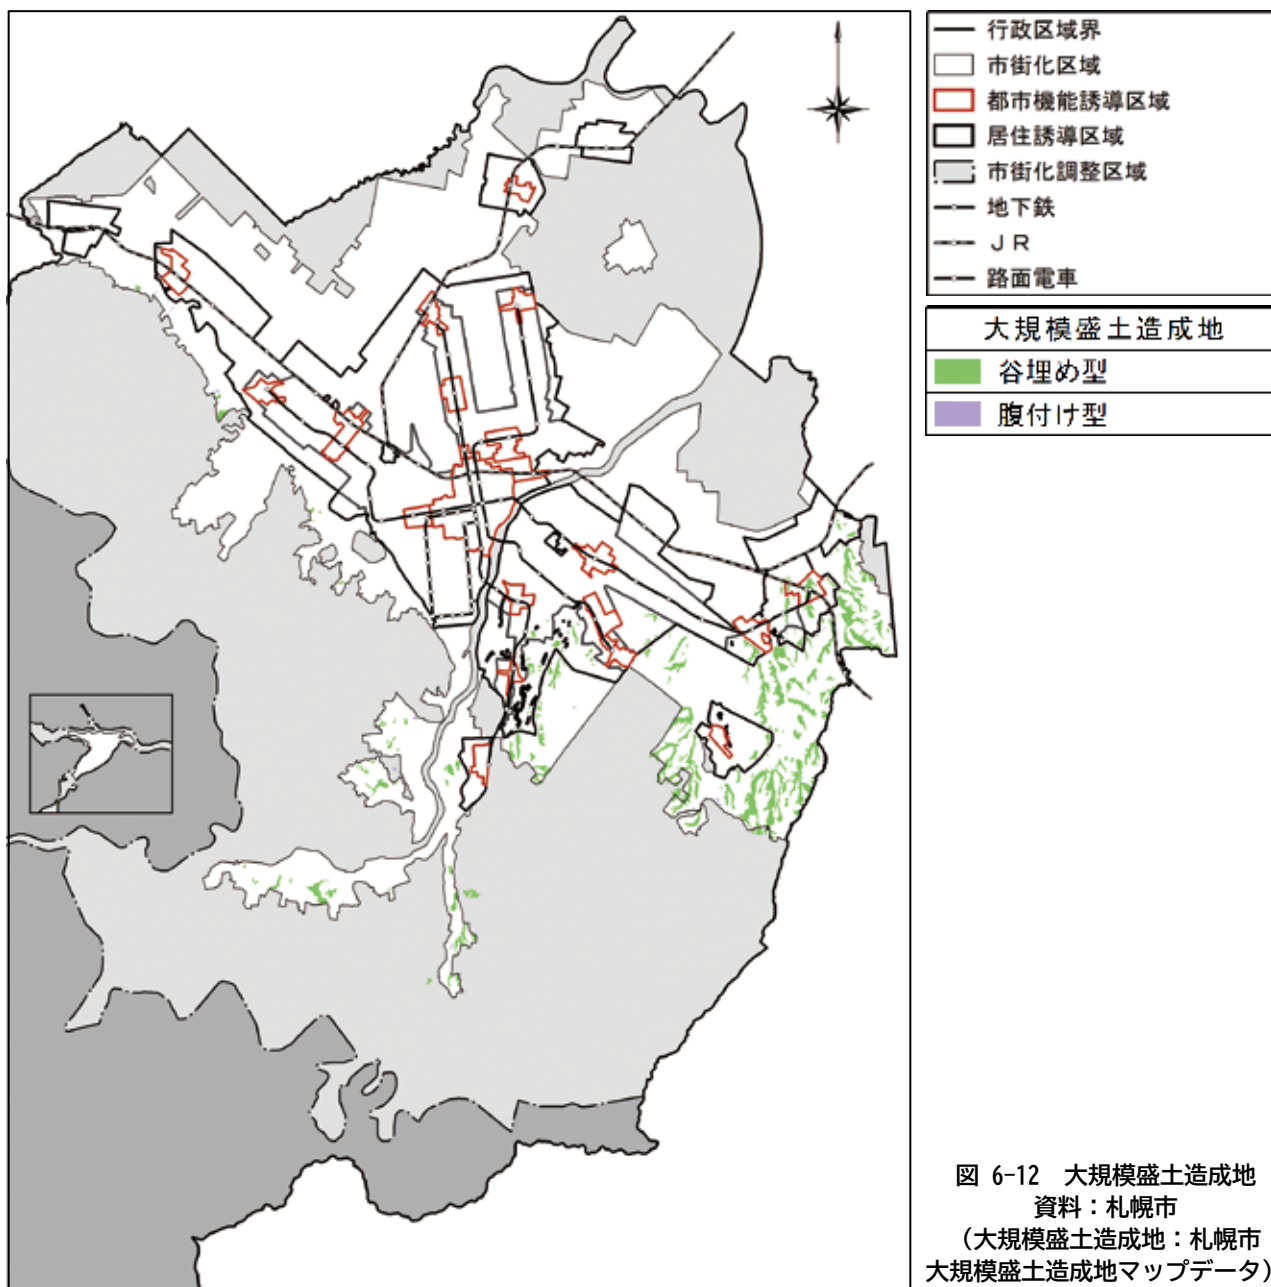 行政区域界
市街化区域
都市機能誘導区域
居住誘導区域
市街化調整区域
地下鉄
ＪＲ
路面電車
大規模盛土造成地
谷埋め型
腹付け型
図 6-12　大規模盛土造成地
資料：札幌市
（大規模盛土造成地：札幌市
大規模盛土造成地マップデータ）